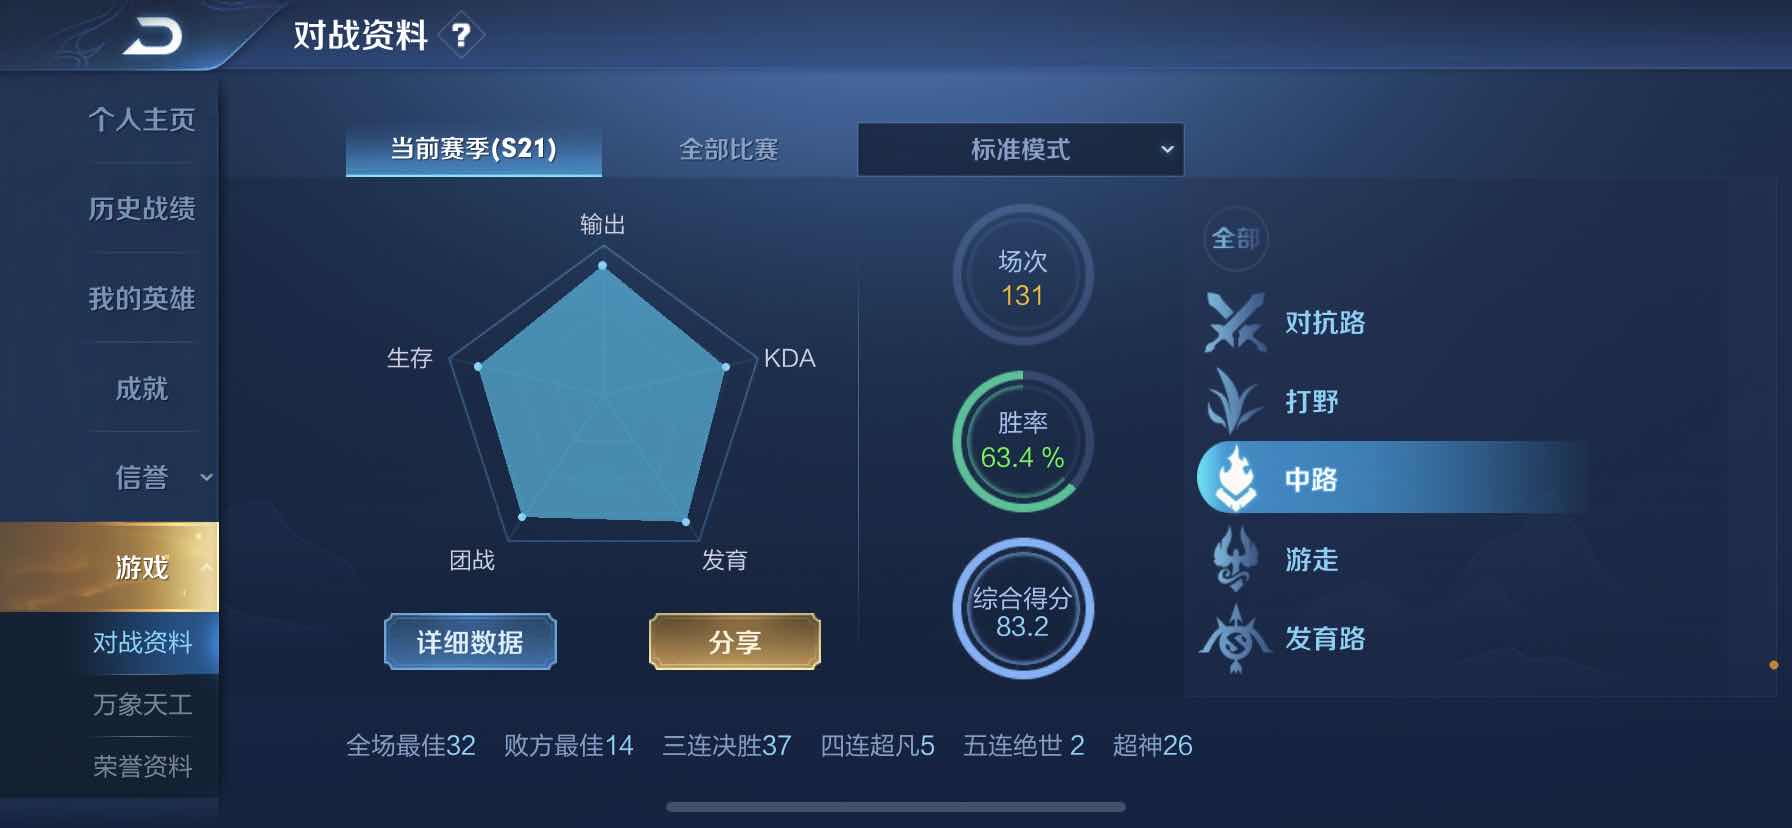 对战资料 ?
个人主页
历史战绩
我的英雄
成就
信誉
游戏
对战资料
万象天工
荣誉资料
当前赛季(S21)
全部比赛
标准模式
输出
KDA
发育
团战
生存
详细数据
分享
场次
131
胜率
63.4 %
综合得分
83.2
全部
对抗路
打野
中路
游走
发育路
全场最佳32 败方最佳14 三连决胜37 四连超凡5 五连绝世 2 超神26